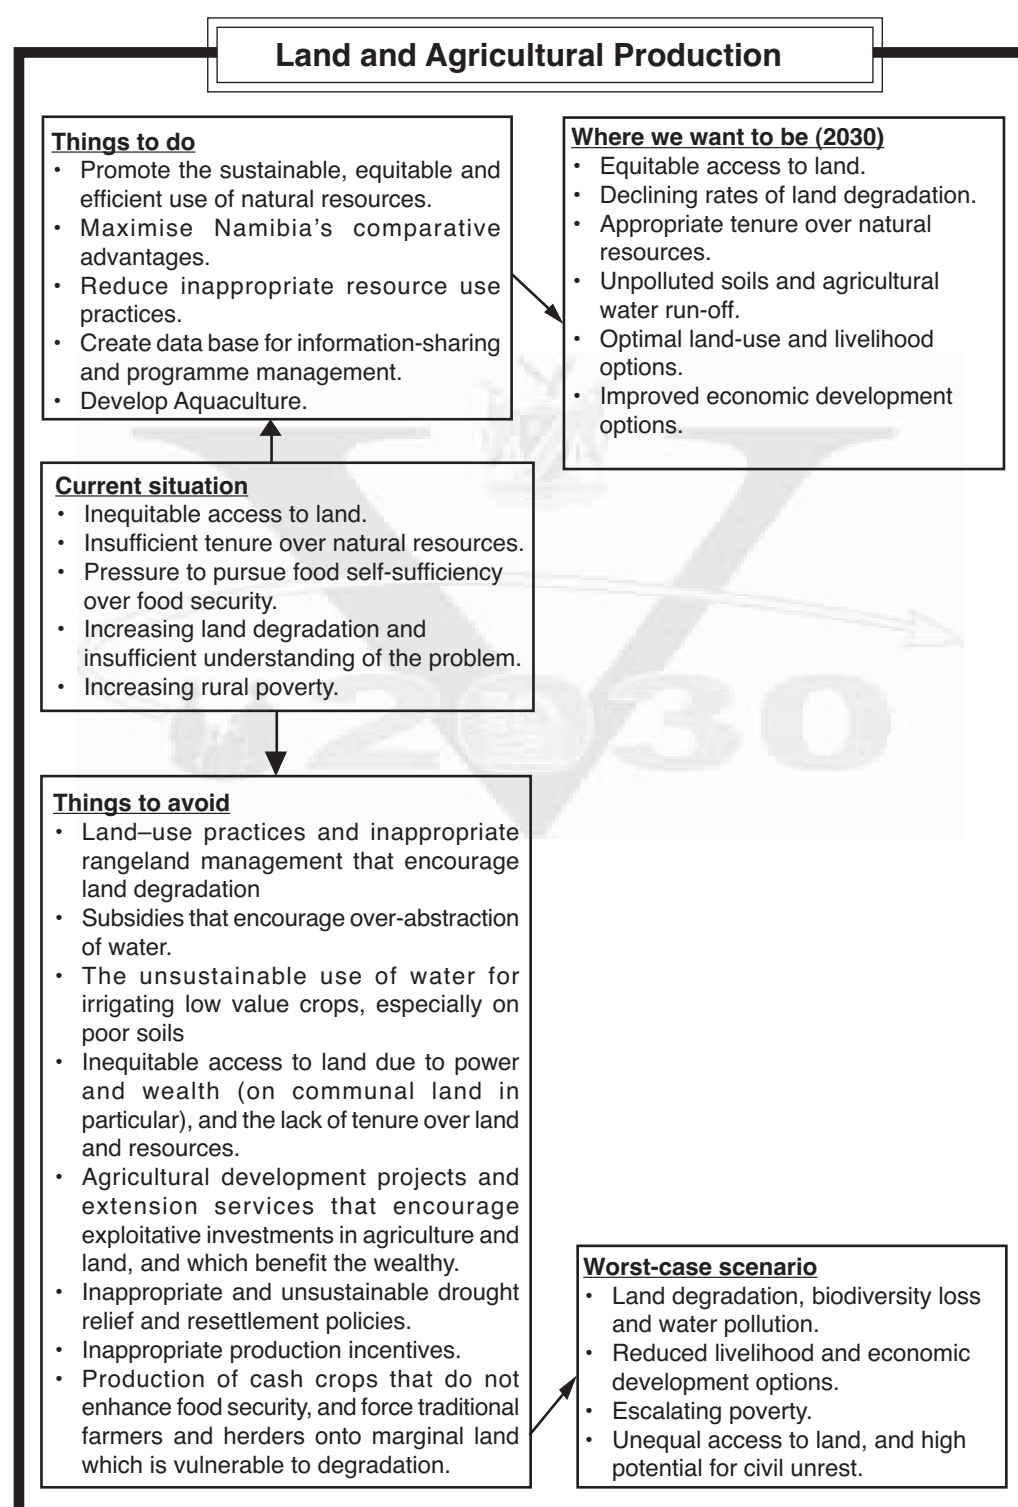 Land and Agricultural Production
Things to do
• Promote the sustainable, equitable and
efficient use of natural resources.
• Maximise Namibia's comparative
advantages.
• Reduce inappropriate resource use
practices.
• Create data base for information-sharing
and programme management.
• Develop Aquaculture.
Where we want to be (2030)
• Equitable access to land.
• Declining rates of land degradation.
• Appropriate tenure over natural
resources.
• Unpolluted soils and agricultural
water run-off.
• Optimal land-use and livelihood
options.
• Improved economic development
options.
Current situation
• Inequitable access to land.
• Insufficient tenure over natural resources.
• Pressure to pursue food self-sufficiency
over food security.
• Increasing land degradation and
insufficient understanding of the problem.
• Increasing rural poverty.
V
2030
Things to avoid
• Land–use practices and inappropriate
rangeland management that encourage
land degradation
• Subsidies that encourage over-abstraction
of water.
• The unsustainable use of water for
irrigating low value crops, especially on
poor soils
• Inequitable access to land due to power
and wealth (on communal land in
particular), and the lack of tenure over land
and resources.
• Agricultural development projects and
extension services that encourage
exploitative investments in agriculture and
land, and which benefit the wealthy.
• Inappropriate and unsustainable drought
relief and resettlement policies.
• Inappropriate production incentives.
• Production of cash crops that do not
enhance food security, and force traditional
farmers and herders onto marginal land
which is vulnerable to degradation.
Worst-case scenario
• Land degradation, biodiversity loss
and water pollution.
• Reduced livelihood and economic
development options.
• Escalating poverty.
• Unequal access to land, and high
potential for civil unrest.